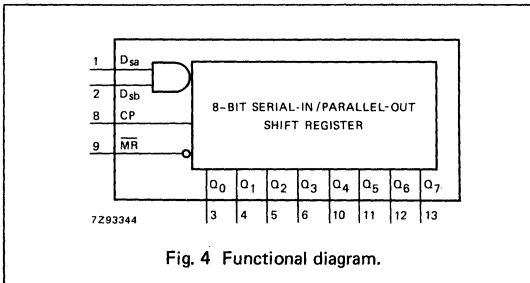 1 Dsa
2 Dsb
8 CP
9 MR
8-BIT SERIAL-IN/PARALLEL-OUT
SHIFT REGISTER
Q0 Q1 Q2 Q3 Q4 Q5 Q6 Q7
3 4 5 6 10 11 12 13
7Z93344
Fig. 4 Functional diagram.